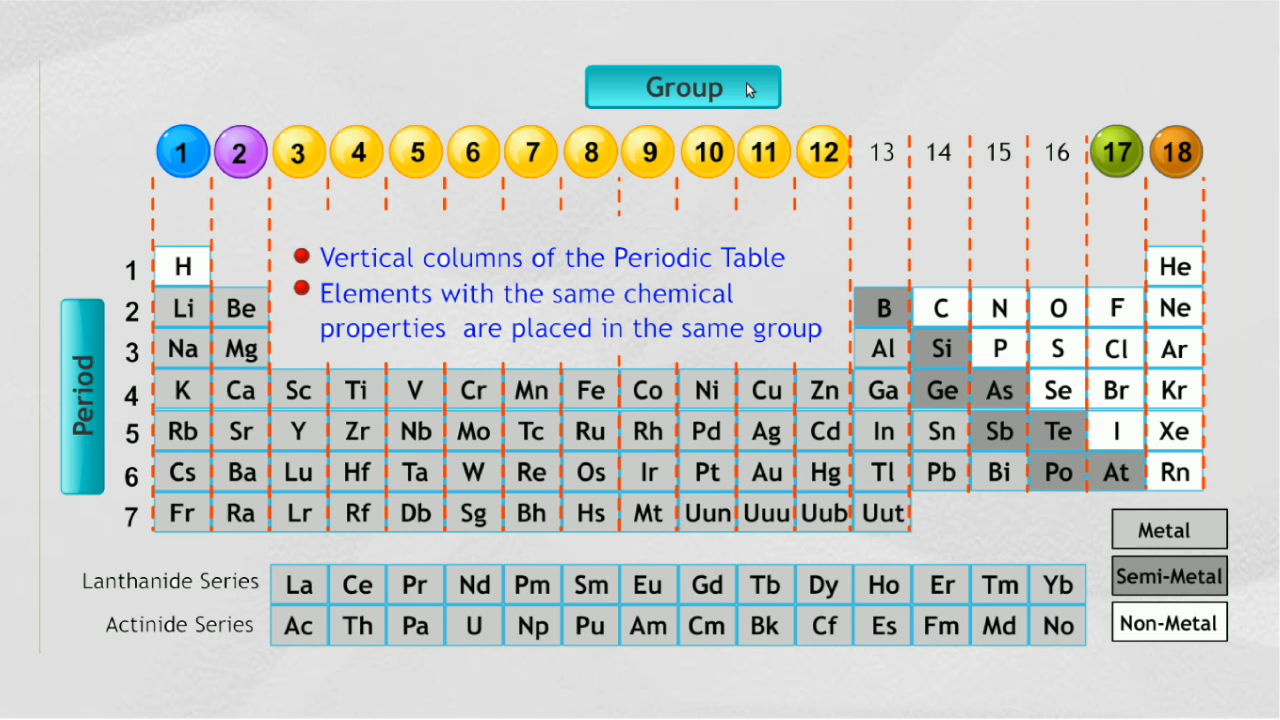 Group
1 2 3 4 5 6 7 8 9 10 11 12 13 14 15 16 17 18
Vertical columns of the Periodic Table
Elements with the same chemical
properties are placed in the same group
Period
1 H He
2 Li Be B C N O F Ne
3 Na Mg Al Si P S Cl Ar
4 K Ca Sc Ti V Cr Mn Fe Co Ni Cu Zn Ga Ge As Se Br Kr
5 Rb Sr Y Zr Nb Mo Tc Ru Rh Pd Ag Cd In Sn Sb Te I Xe
6 Cs Ba Lu Hf Ta W Re Os Ir Pt Au Hg Tl Pb Bi Po At Rn
7 Fr Ra Lr Rf Db Sg Bh Hs Mt Uun Uuu Uub Uut
Metal
Semi-Metal
Non-Metal
Lanthanide Series La Ce Pr Nd Pm Sm Eu Gd Tb Dy Ho Er Tm Yb
Actinide Series Ac Th Pa U Np Pu Am Cm Bk Cf Es Fm Md No